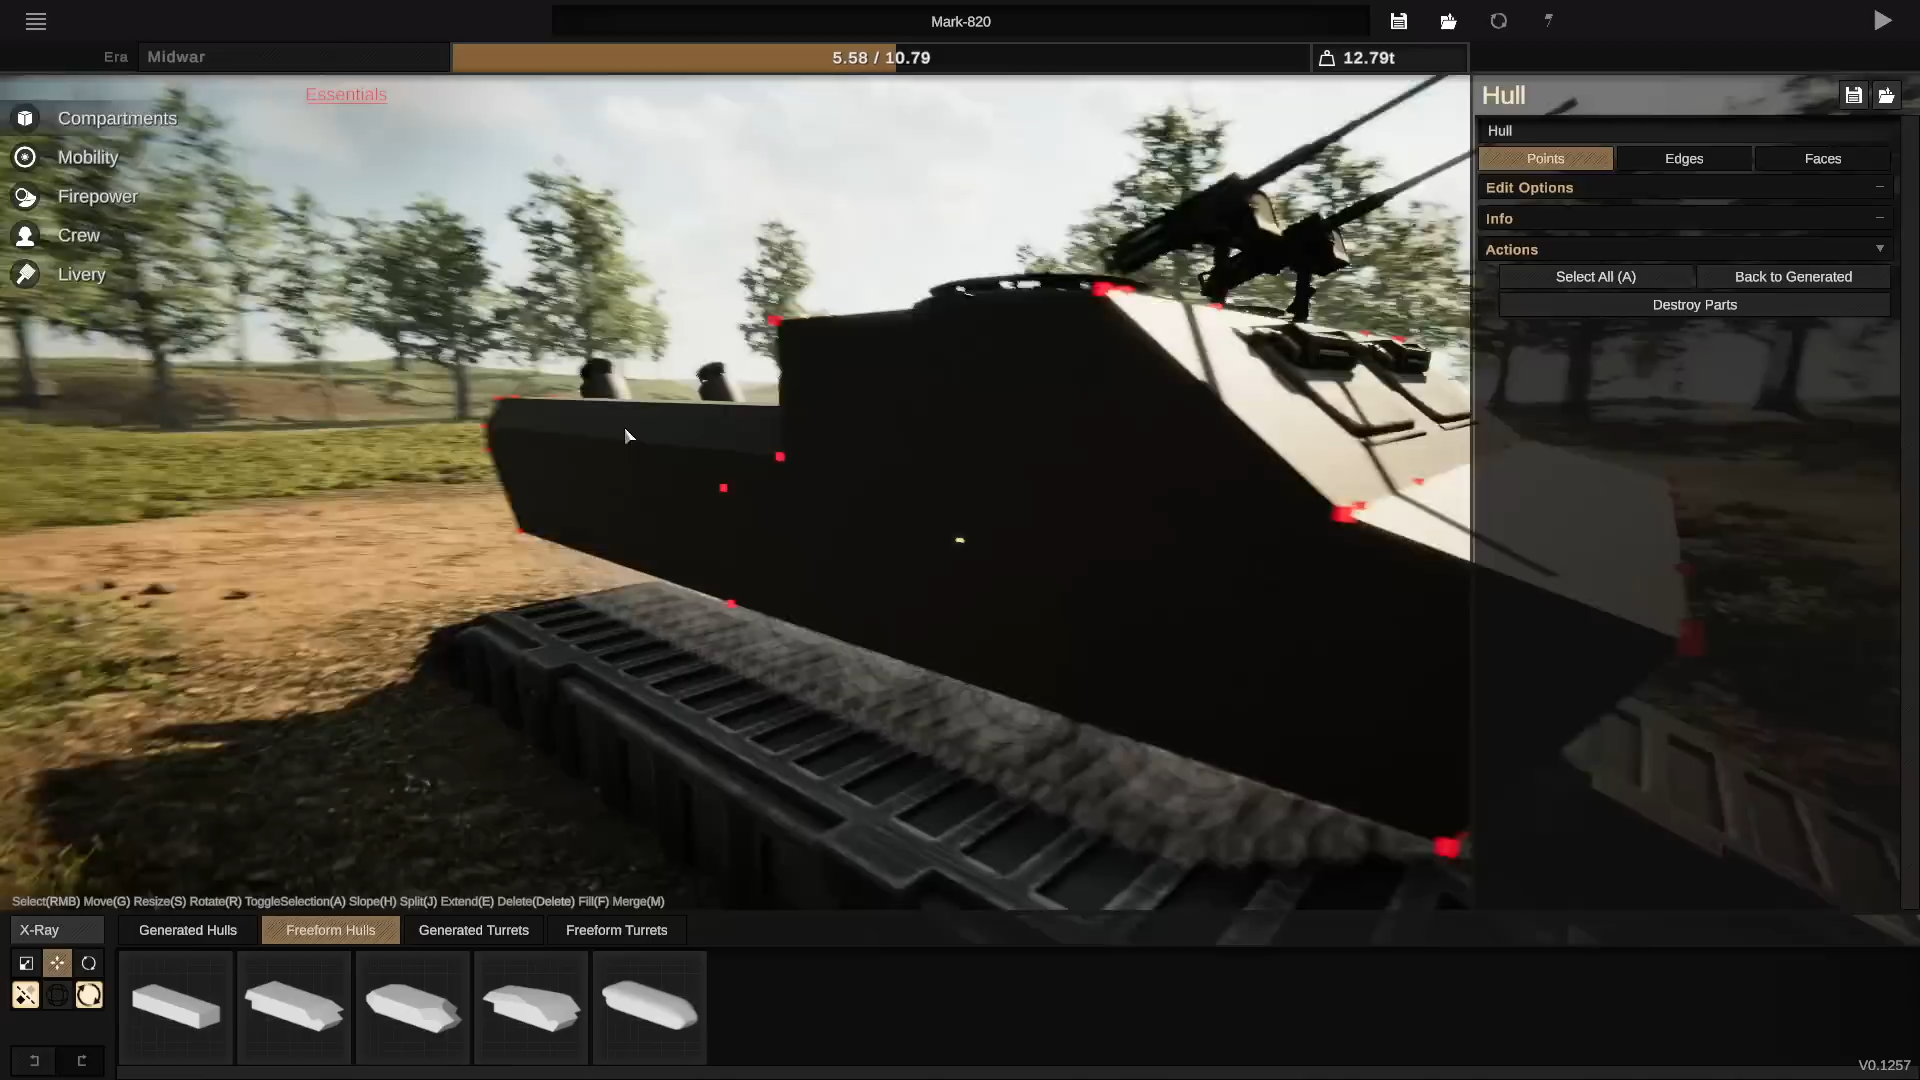 Mark-820
Era
Midwar
5.58 / 10.79
12.79t
Essentials
Compartments
Mobility
Firepower
Crew
Livery
Hull
Hull
Points
Edges
Faces
Edit Options
Info
Actions
Select All (A)
Back to Generated
Destroy Parts
Select(RMB) Move(G) Resize(S) Rotate(R) ToggleSelection(A) Slope(H) Split(J) Extend(E) Delete(Delete) Fill(F) Merge(M)
X-Ray
Generated Hulls
Freeform Hulls
Generated Turrets
Freeform Turrets
V0.1257